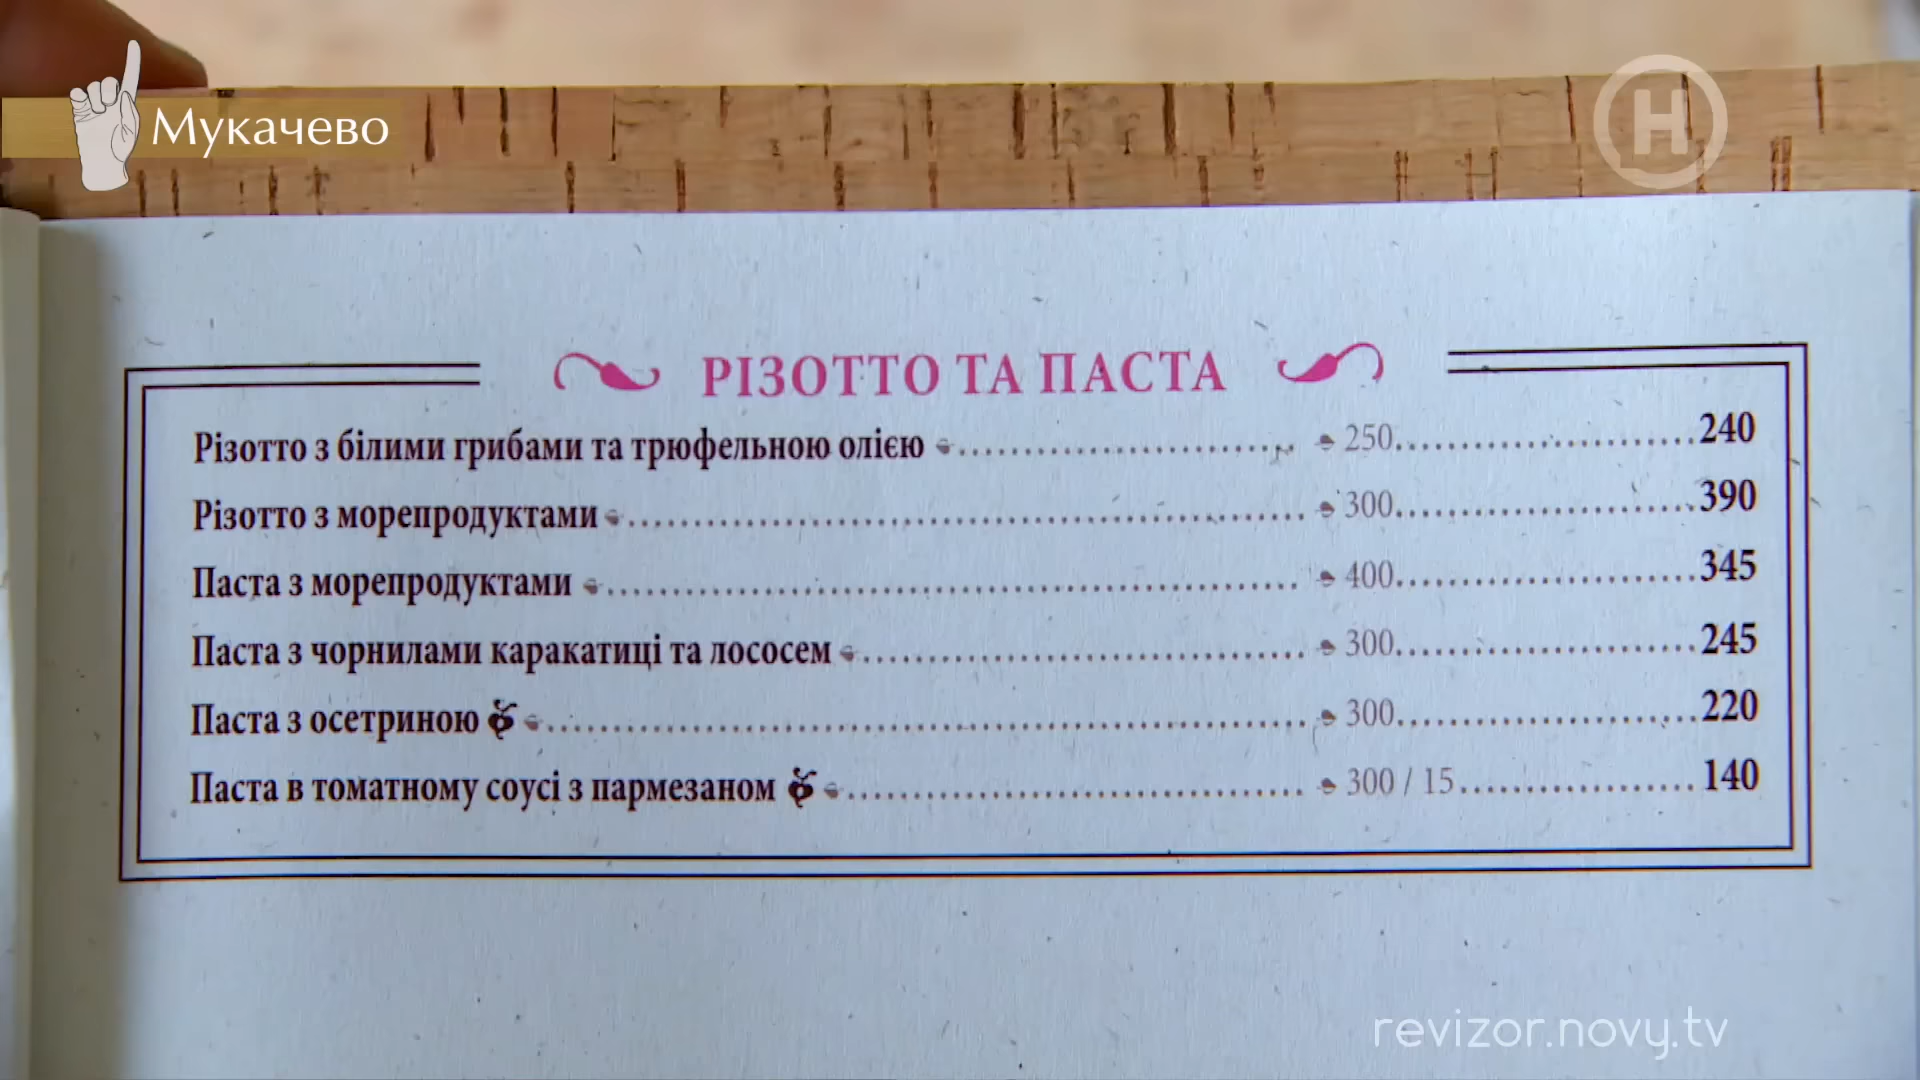 Мукачево
Н
РІЗОТТО ТА ПАСТА
Різотто з білими грибами та трюфельною олією ........ 250 ........ 240
Різотто з морепродуктами ........ 300 ........ 390
Паста з морепродуктами ........ 400 ........ 345
Паста з чорнилами каракатиці та лососем ........ 300 ........ 245
Паста з осетриною ........ 300 ........ 220
Паста в томатному соусі з пармезаном ........ 300 / 15 ........ 140
revizor.novy.tv